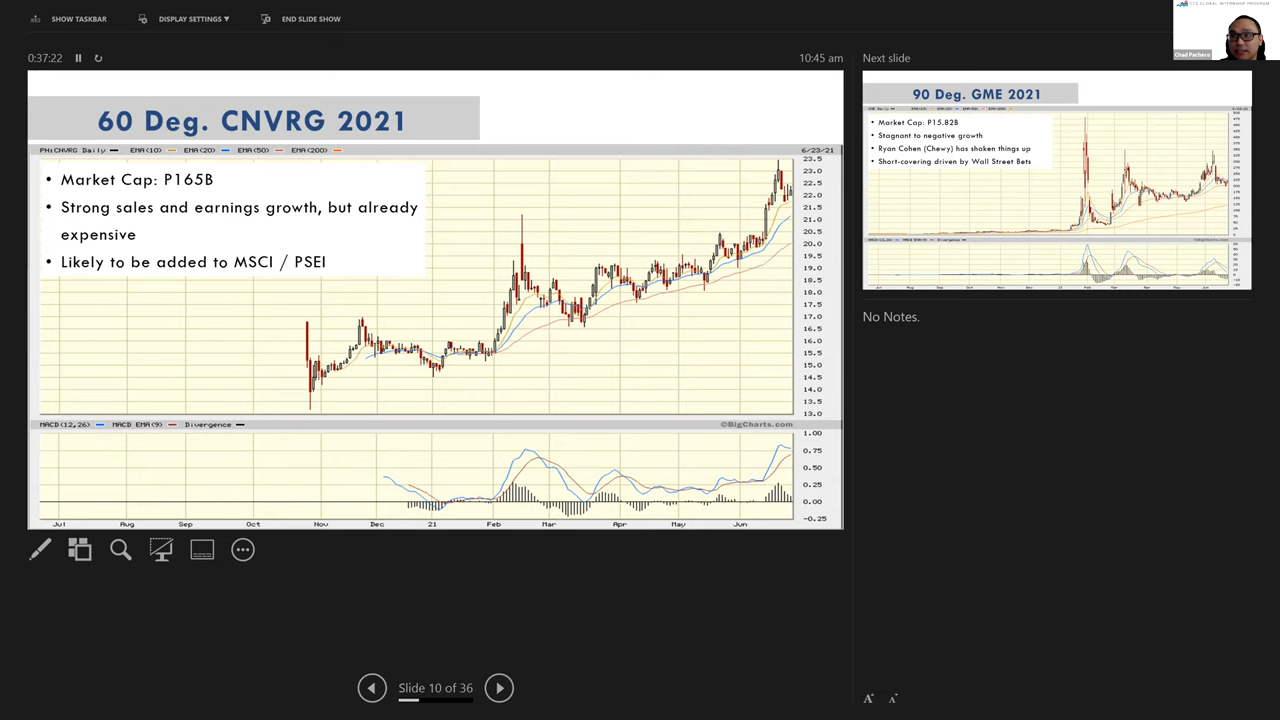 SHOW TASKBAR
DISPLAY SETTINGS ▼
END SLIDE SHOW
CTS GLOBAL INTERNSHIP PROGRAM
Chad Pacheco
0:37:22
10:45 am
60 Deg. CNVRG 2021
PH:CNVRG Daily EMA(10) EMA(20) EMA(50) EMA(200) 6/23/21
• Market Cap: P165B
• Strong sales and earnings growth, but already
expensive
• Likely to be added to MSCI / PSEI
23.5
23.0
22.5
22.0
21.5
21.0
20.5
20.0
19.5
19.0
18.5
18.0
17.5
17.0
16.5
16.0
15.5
15.0
14.5
14.0
13.5
13.0
MACD(12,26) MACD EMA(9) Divergence ©BigCharts.com
1.00
0.75
0.50
0.25
0.00
-0.25
Jul Aug Sep Oct Nov Dec 21 Feb Mar Apr May Jun
Slide 10 of 36
Next slide
90 Deg. GME 2021
• Market Cap: P15.82B
• Stagnant to negative growth
• Ryan Cohen (Chewy) has shaken things up
• Short-covering driven by Wall Street Bets
No Notes.